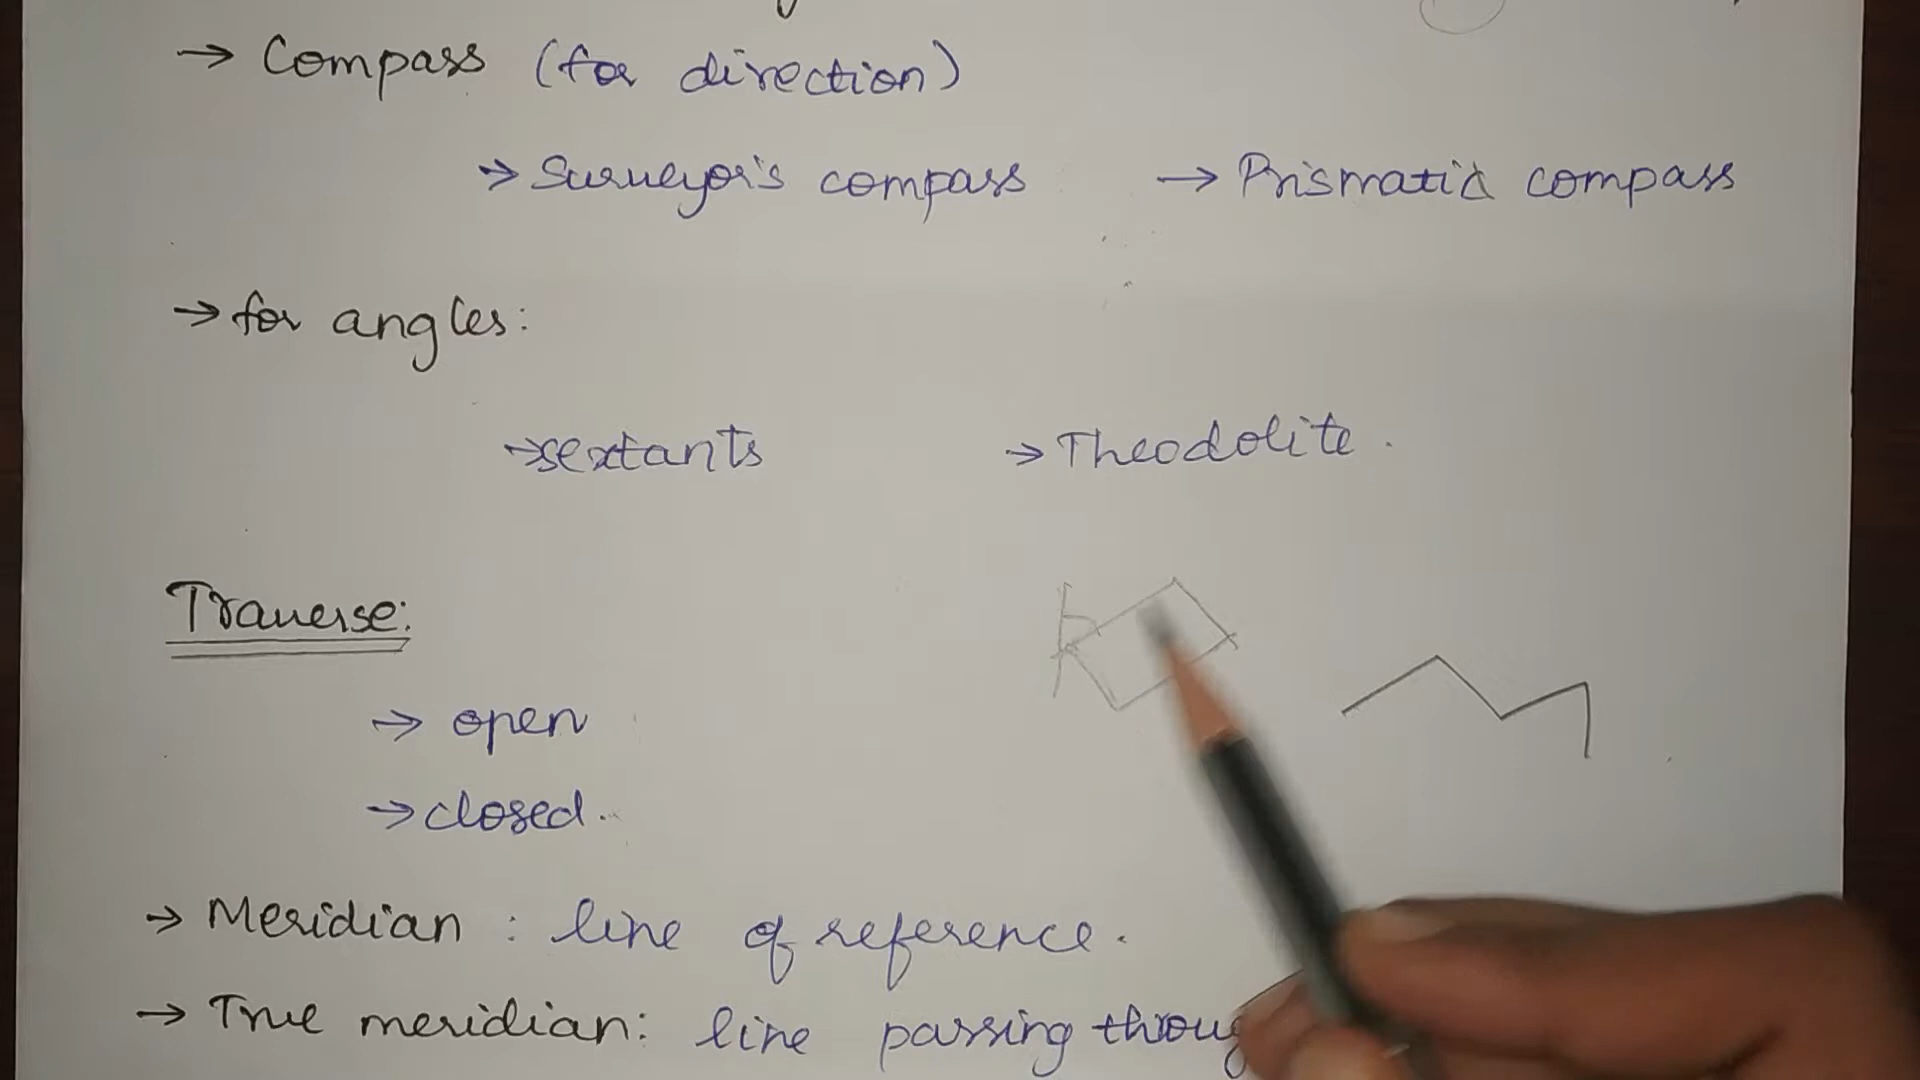 → Compass (for direction)
→ Surveyor's compass → Prismatic compass
→ for angles:
→ sextants → Theodolite.
Traverse:
→ open
→ closed.
→ Meridian : line of reference.
→ True meridian: line passing